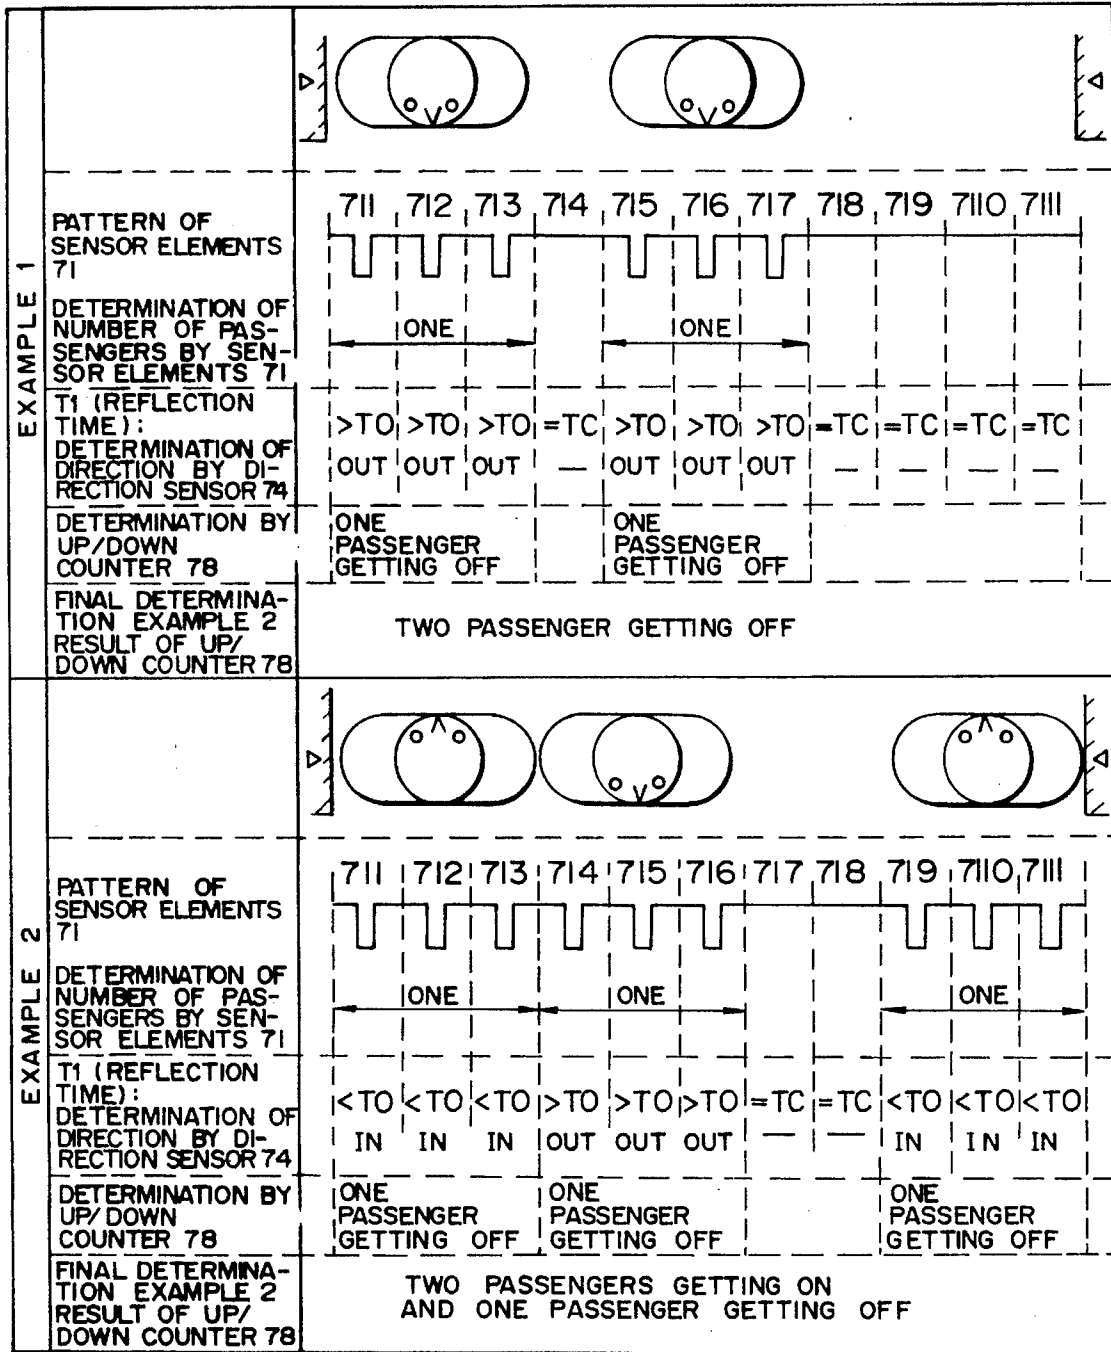 EXAMPLE 1
PATTERN OF
SENSOR ELEMENTS
71
711 712 713 714 715 716 717 718 719 7110 7111
DETERMINATION OF
NUMBER OF PAS-
SENGERS BY SEN-
SOR ELEMENTS 71
ONE ONE
T1 (REFLECTION
TIME):
DETERMINATION OF
DIRECTION BY DI-
RECTION SENSOR 74
>TO >TO >TO =TC >TO >TO >TO =TC =TC =TC =TC
OUT OUT OUT — OUT OUT OUT — — — —
DETERMINATION BY
UP/DOWN
COUNTER 78
ONE
PASSENGER
GETTING OFF
ONE
PASSENGER
GETTING OFF
FINAL DETERMINA-
TION EXAMPLE 2
RESULT OF UP/
DOWN COUNTER 78
TWO PASSENGER GETTING OFF
EXAMPLE 2
PATTERN OF
SENSOR ELEMENTS
71
711 712 713 714 715 716 717 718 719 7110 7111
DETERMINATION OF
NUMBER OF PAS-
SENGERS BY SEN-
SOR ELEMENTS 71
ONE ONE ONE
T1 (REFLECTION
TIME):
DETERMINATION OF
DIRECTION BY DI-
RECTION SENSOR 74
<TO <TO <TO >TO >TO >TO =TC =TC <TO <TO <TO
IN IN IN OUT OUT OUT — — IN IN IN
DETERMINATION BY
UP/DOWN
COUNTER 78
ONE
PASSENGER
GETTING OFF
ONE
PASSENGER
GETTING OFF
ONE
PASSENGER
GETTING OFF
FINAL DETERMINA-
TION EXAMPLE 2
RESULT OF UP/
DOWN COUNTER 78
TWO PASSENGERS GETTING ON
AND ONE PASSENGER GETTING OFF